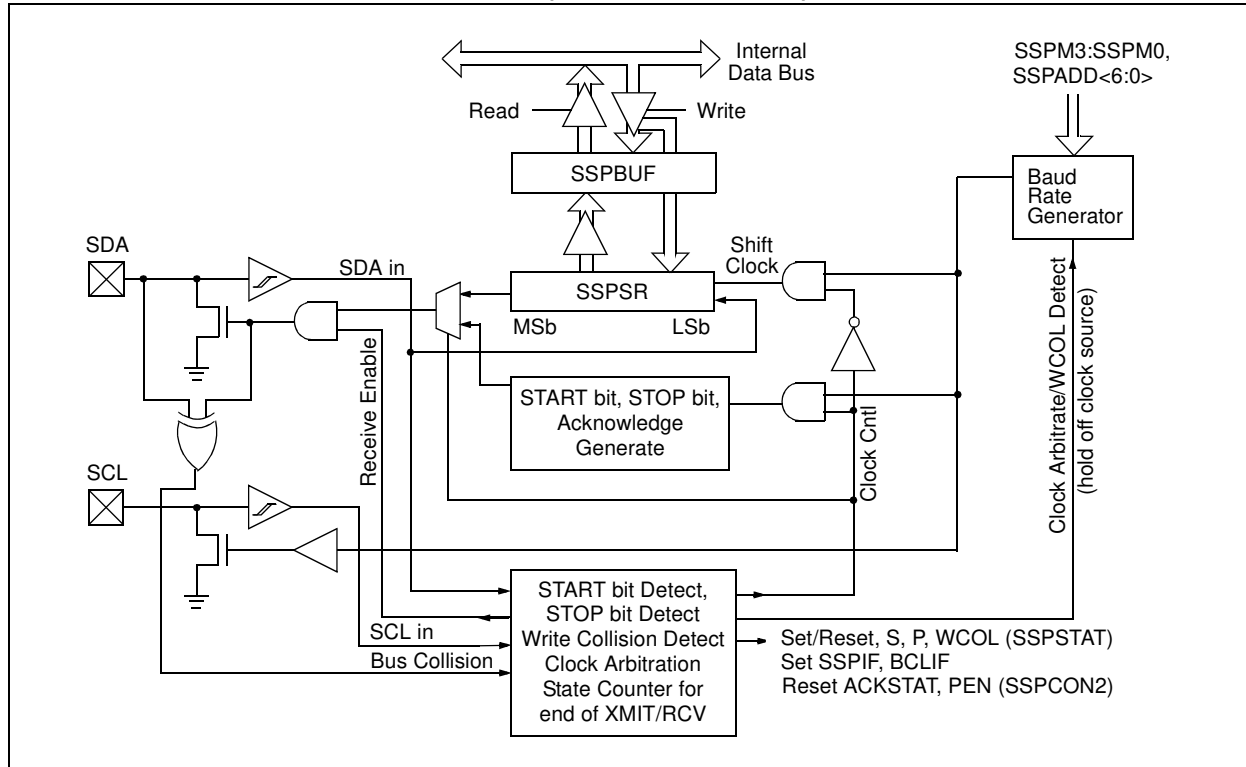 Internal
Data Bus
SSPM3:SSPM0,
SSPADD<6:0>
Read
Write
SSPBUF
Baud
Rate
Generator
SDA
SDA in
Shift
Clock
SSPSR
MSb
LSb
START bit, STOP bit,
Acknowledge
Generate
Receive Enable
Clock Cntl
Clock Arbitrate/WCOL Detect
(hold off clock source)
SCL
START bit Detect,
STOP bit Detect
Write Collision Detect
Clock Arbitration
State Counter for
end of XMIT/RCV
SCL in
Bus Collision
Set/Reset, S, P, WCOL (SSPSTAT)
Set SSPIF, BCLIF
Reset ACKSTAT, PEN (SSPCON2)